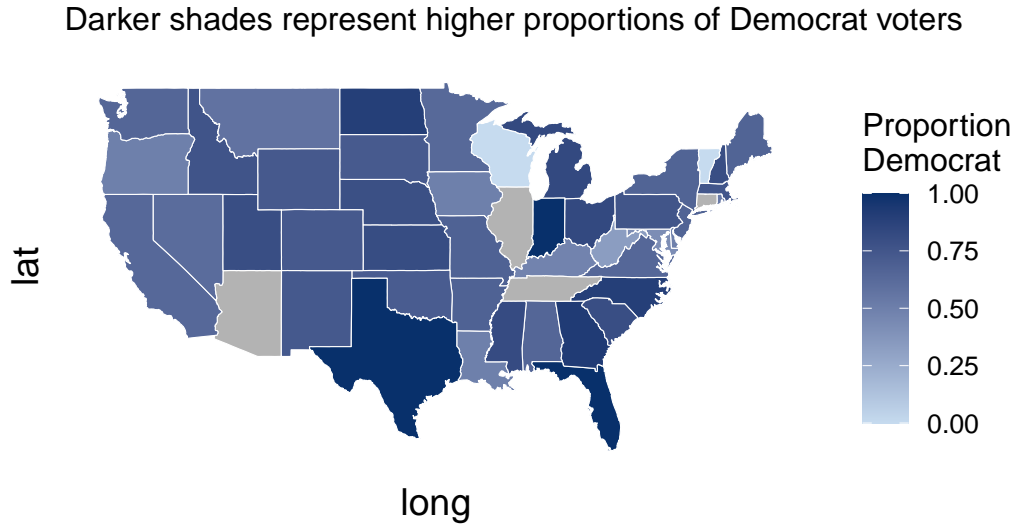 Darker shades represent higher proportions of Democrat voters
Proportion
Democrat
1.00
0.75
0.50
0.25
0.00
lat
long